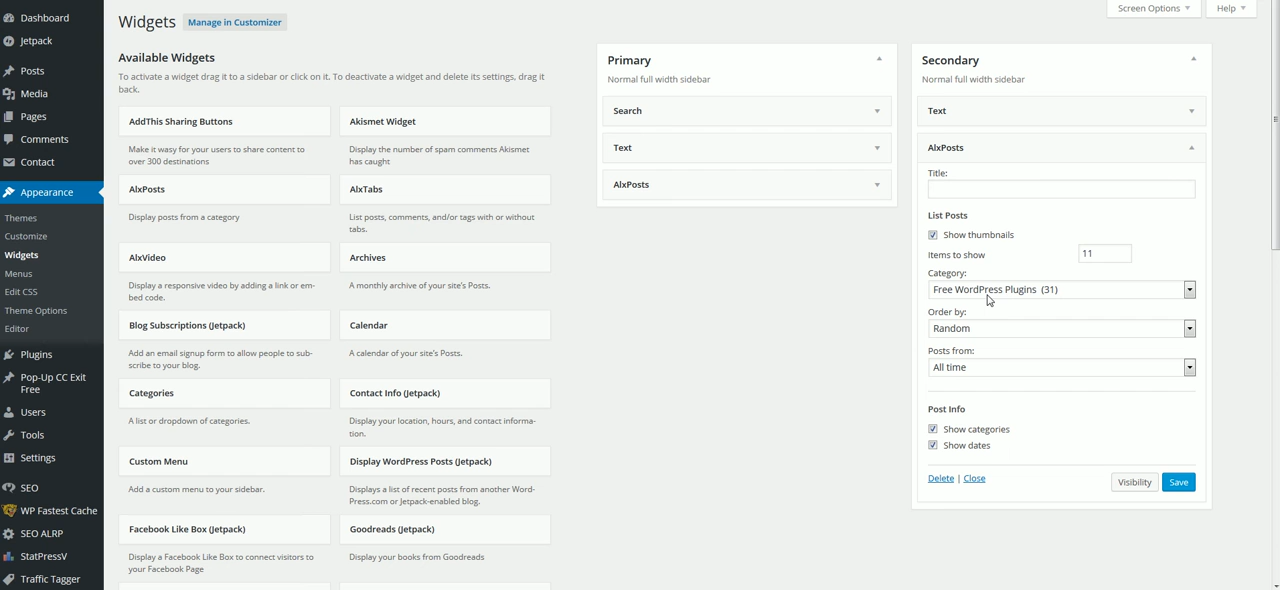 Dashboard
Jetpack
Posts
Media
Pages
Comments
Contact
Appearance
Themes
Customize
Widgets
Menus
Edit CSS
Theme Options
Editor
Plugins
Pop-Up CC Exit
Free
Users
Tools
Settings
SEO
WP Fastest Cache
SEO ALRP
StatPressV
Traffic Tagger
Screen Options
Help
Widgets
Manage in Customizer
Available Widgets
To activate a widget drag it to a sidebar or click on it. To deactivate a widget and delete its settings, drag it
back.
AddThis Sharing Buttons
Make it wasy for your users to share content to
over 300 destinations
Akismet Widget
Display the number of spam comments Akismet
has caught
AlxPosts
Display posts from a category
AlxTabs
List posts, comments, and/or tags with or without
tabs.
AlxVideo
Display a responsive video by adding a link or em-
bed code.
Archives
A monthly archive of your site's Posts.
Blog Subscriptions (Jetpack)
Add an email signup form to allow people to sub-
scribe to your blog.
Calendar
A calendar of your site's Posts.
Categories
A list or dropdown of categories.
Contact Info (Jetpack)
Display your location, hours, and contact informa-
tion.
Custom Menu
Add a custom menu to your sidebar.
Display WordPress Posts (Jetpack)
Displays a list of recent posts from another Word-
Press.com or Jetpack-enabled blog.
Facebook Like Box (Jetpack)
Display a Facebook Like Box to connect visitors to
your Facebook Page
Goodreads (Jetpack)
Display your books from Goodreads
Primary
Normal full width sidebar
Search
Text
AlxPosts
Secondary
Normal full width sidebar
Text
AlxPosts
Title:
List Posts
Show thumbnails
Items to show 11
Category:
Free WordPress Plugins (31)
Order by:
Random
Posts from:
All time
Post Info
Show categories
Show dates
Delete | Close
Visibility
Save